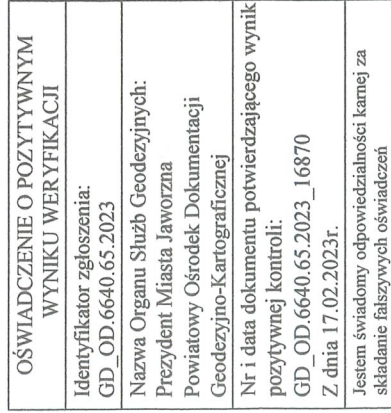 OŚWIADCZENIE O POZYTYWNYM
WYNIKU WERYFIKACJI
Identyfikator zgłoszenia:
GD_OD.6640.65.2023
Nazwa Organu Służb Geodezyjnych:
Prezydent Miasta Jaworzna
Powiatowy Ośrodek Dokumentacji
Geodezyjno-Kartograficznej
Nr i data dokumentu potwierdzającego wynik
pozytywnej kontroli:
GD_OD.6640.65.2023_16870
Z dnia 17.02.2023r.
Jestem świadomy odpowiedzialności karnej za
składanie fałszywych oświadczeń